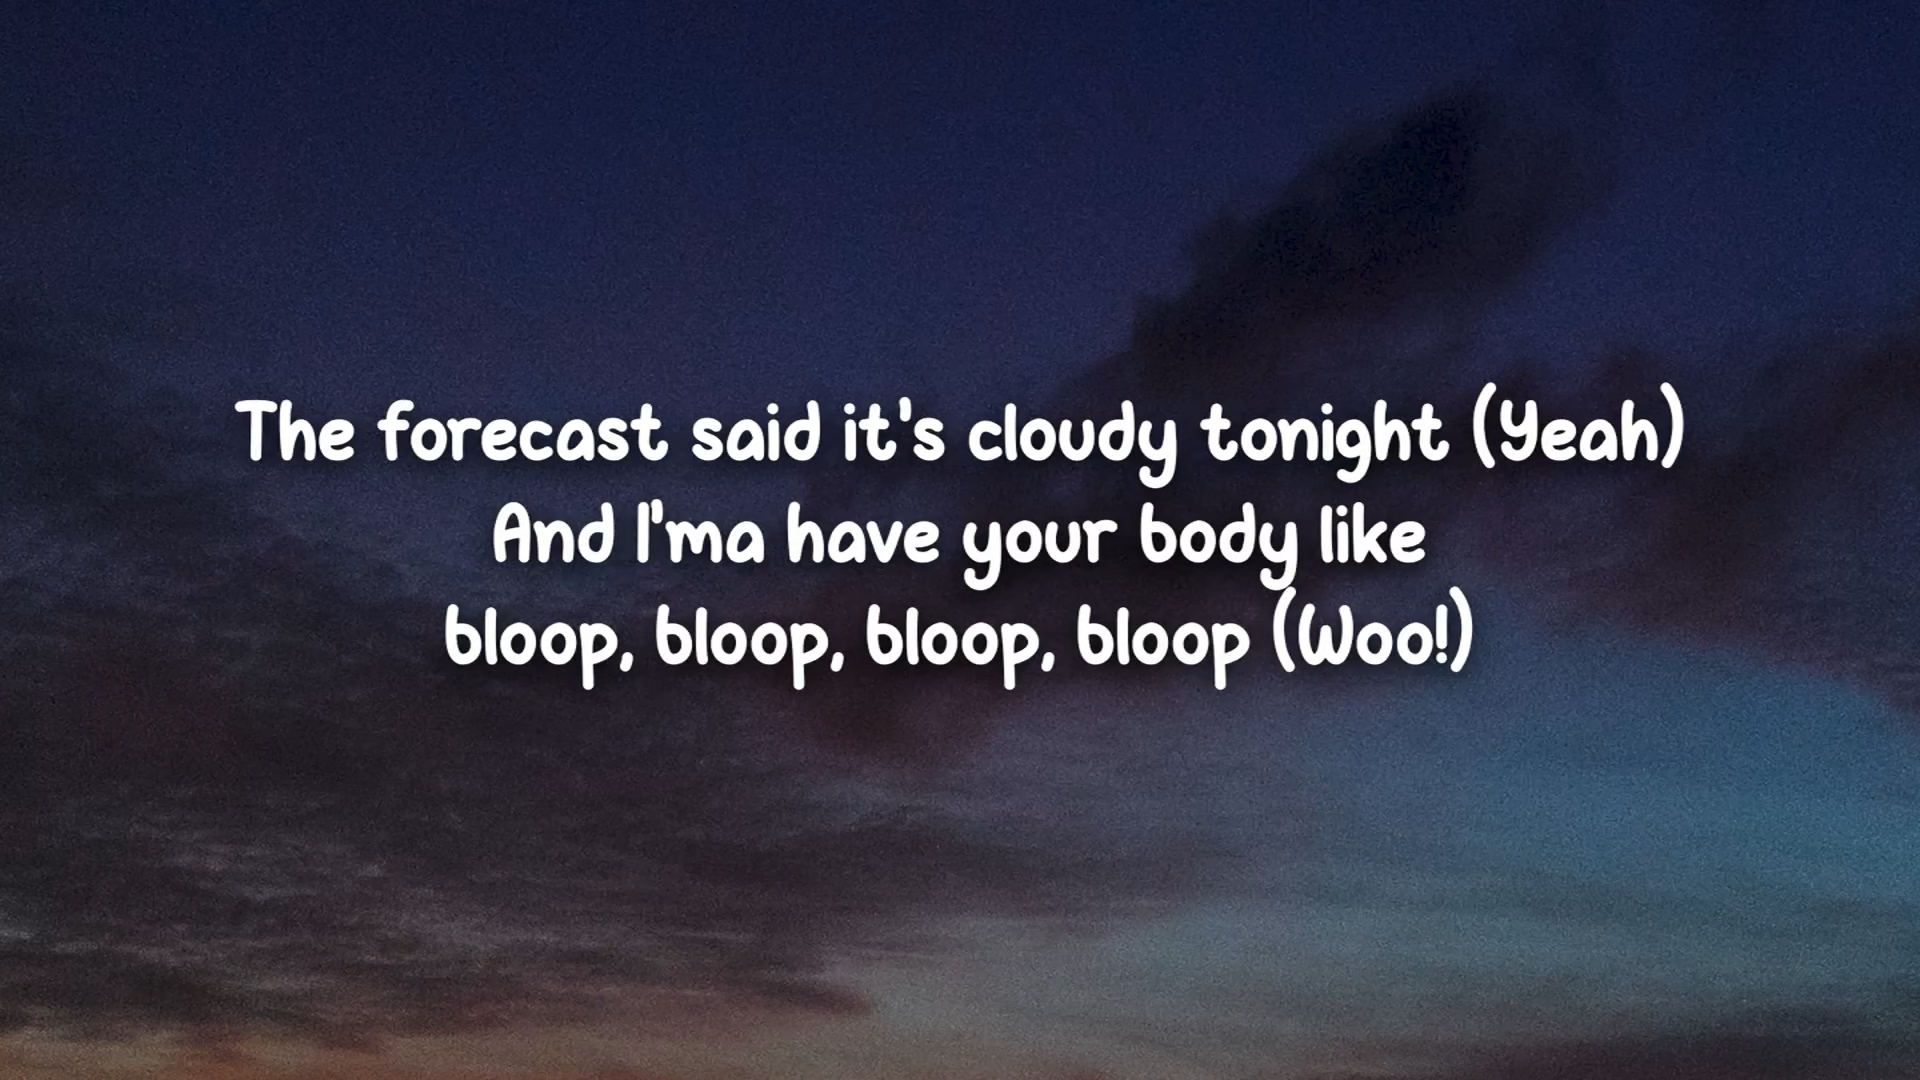 The forecast said it's cloudy tonight (Yeah)
And I'ma have your body like
bloop, bloop, bloop, bloop (Woo!)